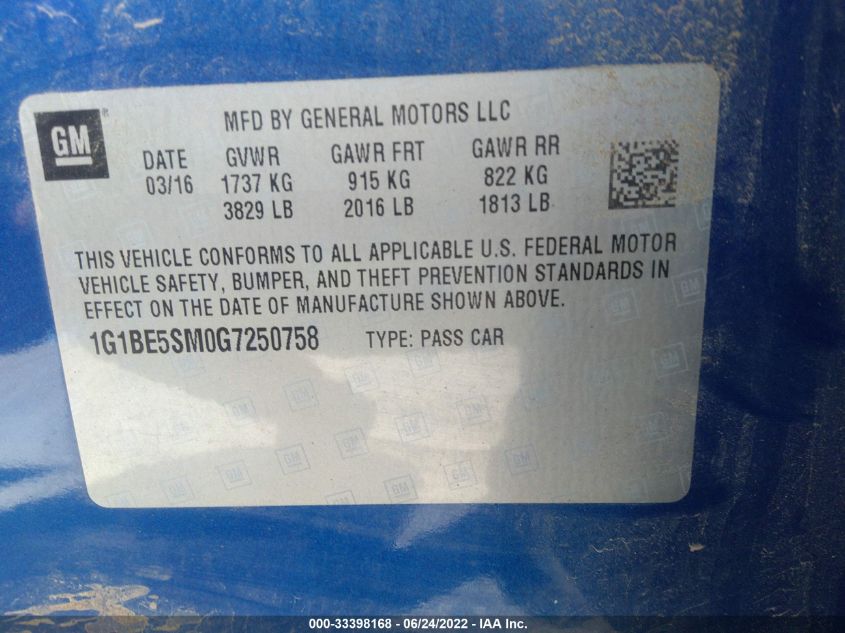 GM
MFD BY GENERAL MOTORS LLC
DATE GVWR GAWR FRT GAWR RR
03/16 1737 KG 915 KG 822 KG
3829 LB 2016 LB 1813 LB
THIS VEHICLE CONFORMS TO ALL APPLICABLE U.S. FEDERAL MOTOR
VEHICLE SAFETY, BUMPER, AND THEFT PREVENTION STANDARDS IN
EFFECT ON THE DATE OF MANUFACTURE SHOWN ABOVE.
1G1BE5SM0G7250758 TYPE: PASS CAR
000-33398168 - 06/24/2022 - IAA Inc.